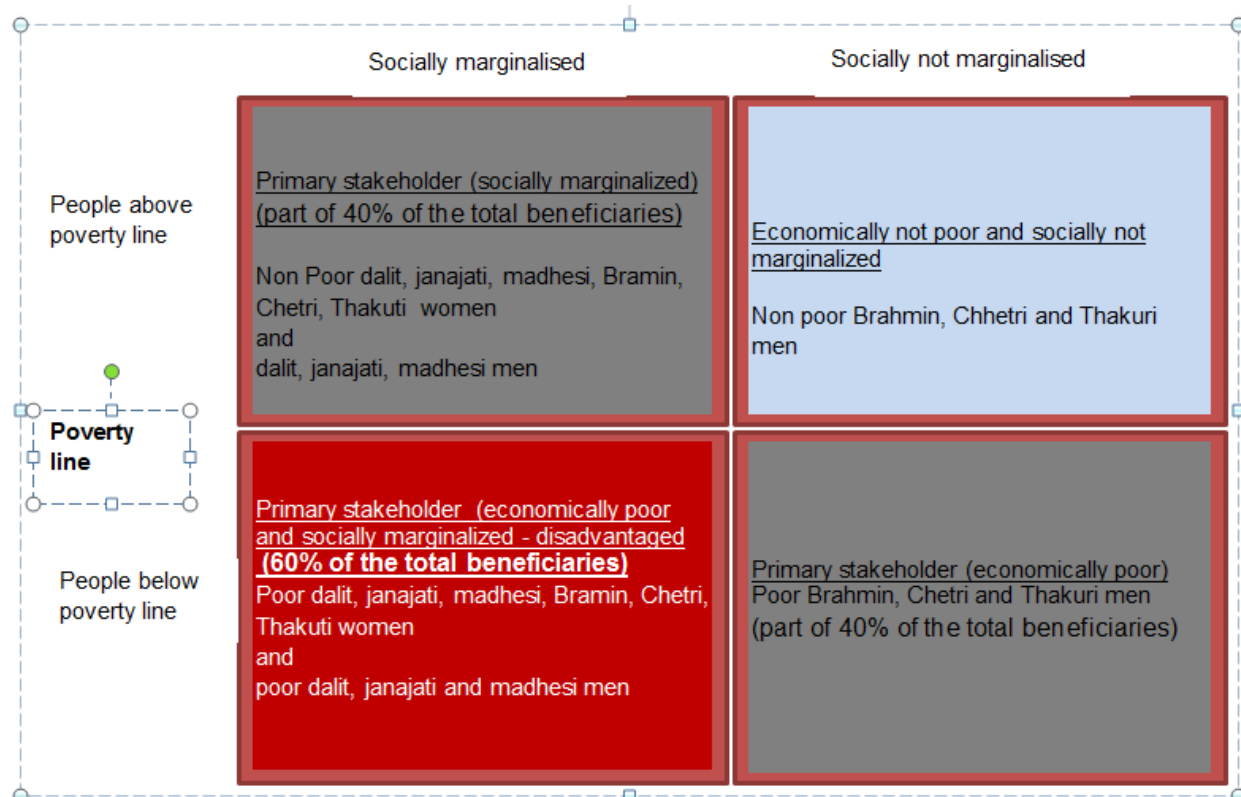 Socially marginalised
Socially not marginalised
People above
poverty line
Primary stakeholder (socially marginalized)
(part of 40% of the total beneficiaries)
Non Poor dalit, janajati, madhesi, Bramin,
Chetri, Thakuti women
and
dalit, janajati, madhesi men
Economically not poor and socially not
marginalized
Non poor Brahmin, Chhetri and Thakuri
men
Poverty
line
People below
poverty line
Primary stakeholder (economically poor
and socially marginalized - disadvantaged
(60% of the total beneficiaries)
Poor dalit, janajati, madhesi, Bramin, Chetri,
Thakuti women
and
poor dalit, janajati and madhesi men
Primary stakeholder (economically poor)
Poor Brahmin, Chetri and Thakuri men
(part of 40% of the total beneficiaries)